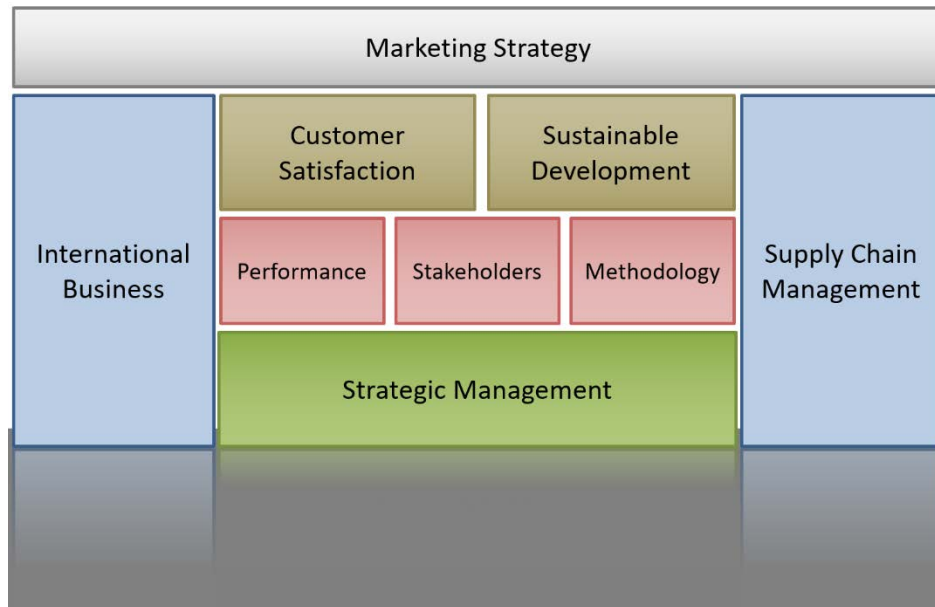 Marketing Strategy
Customer
Satisfaction
Sustainable
Development
International
Business
Performance
Stakeholders
Methodology
Supply Chain
Management
Strategic Management